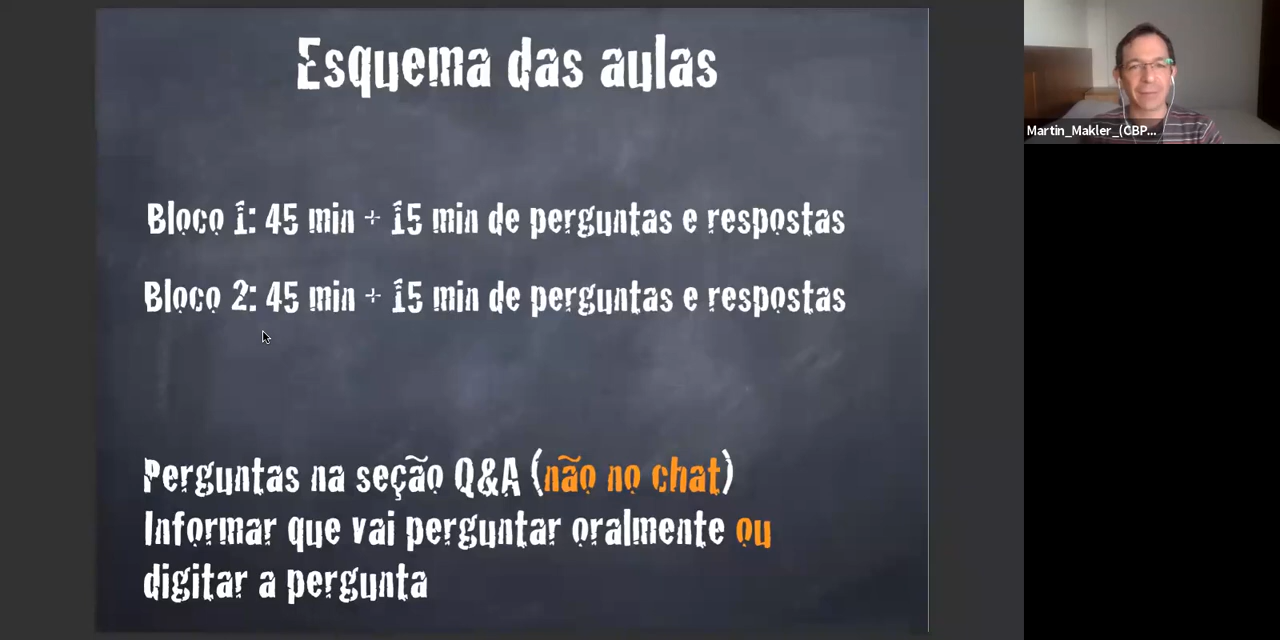 Esquema das aulas
Bloco 1: 45 min + 15 min de perguntas e respostas
Bloco 2: 45 min + 15 min de perguntas e respostas
Perguntas na seção Q&A (não no chat)
Informar que vai perguntar oralmente ou
digitar a pergunta
Martin_Makler_(CBP...